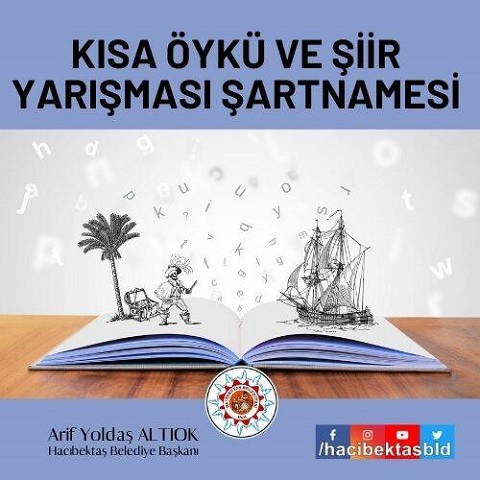 KISA ÖYKÜ VE ŞİİR
YARIŞMASI ŞARTNAMESİ
Arif Yoldaş ALTIOK
Hacıbektaş Belediye Başkanı
/hacibektasbld